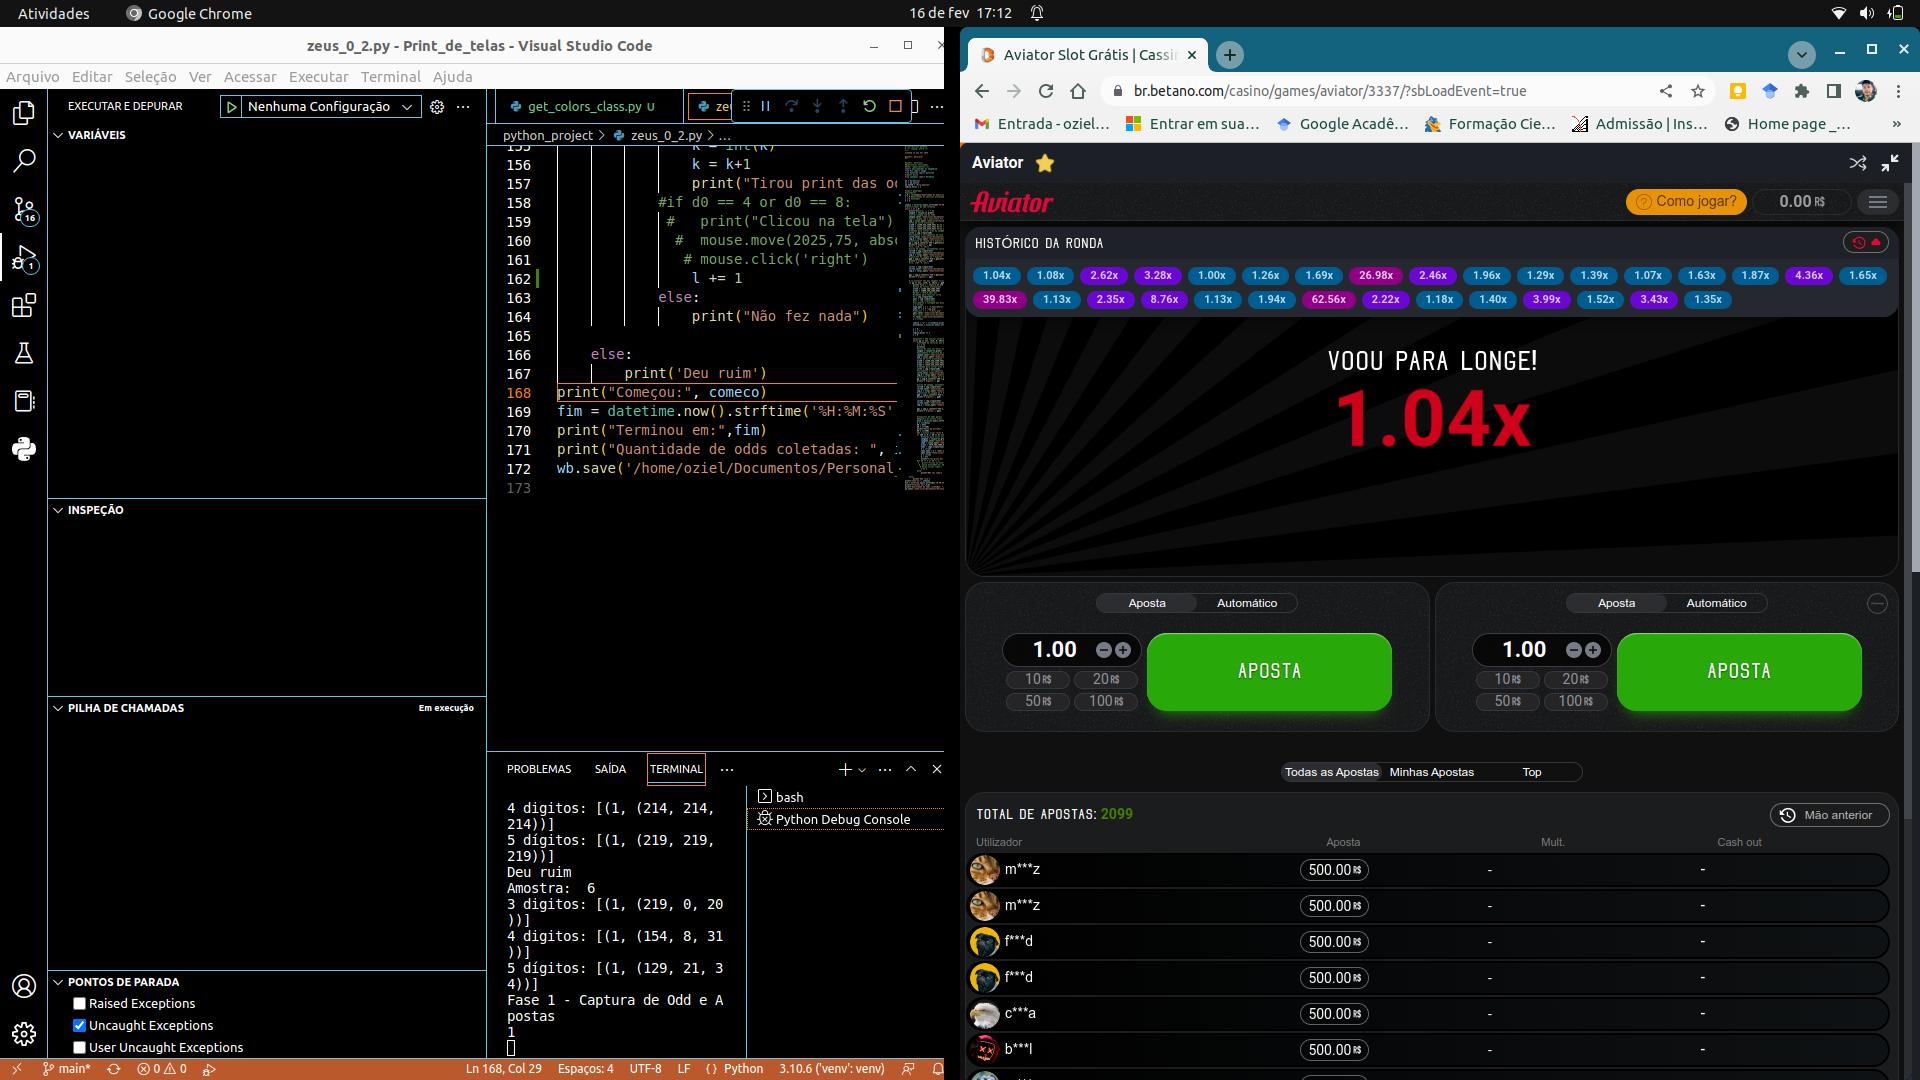 Atividades
Google Chrome
16 de fev 17:12
zeus_0_2.py - Print_de_telas - Visual Studio Code
Arquivo Editar Seleção Ver Acessar Executar Terminal Ajuda
EXECUTAR E DEPURAR
Nenhuma Configuração
VARIÁVEIS
INSPEÇÃO
PILHA DE CHAMADAS
Em execução
PONTOS DE PARADA
Raised Exceptions
Uncaught Exceptions
User Uncaught Exceptions
16
1
get_colors_class.py U
python_project > zeus_0_2.py > ...
155 k = int(k)
156 k = k+1
157 print("Tirou print das
158 #if d0 == 4 or d0 == 8:
159 # print("Clicou na tela")
160 # mouse.move(2025,75,
161 # mouse.click('right')
162 l += 1
163 else:
164 print("Não fez nada")
165
166 else:
167 print('Deu ruim')
168 print("Começou:", comeco)
169 fim = datetime.now().strftime('%H:%M:%S'
170 print("Terminou em:",fim)
171 print("Quantidade de odds coletadas: ",
172 wb.save('/home/oziel/Documentos/Personal
173
PROBLEMAS SAÍDA TERMINAL
bash
Python Debug Console
4 digitos: [(1, (214, 214,
214))]
5 dígitos: [(1, (219, 219,
219))]
Deu ruim
Amostra: 6
3 digitos: [(1, (219, 0, 20
))]
4 digitos: [(1, (154, 8, 31
))]
5 dígitos: [(1, (129, 21, 3
4))]
Fase 1 - Captura de Odd e A
postas
1
main* 0 0 Ln 168, Col 29 Espaços: 4 UTF-8 LF { } Python 3.10.6 ('venv': venv)
Aviator Slot Grátis |
br.betano.com/casino/games/aviator/3337/?sbLoadEvent=true
Entrada - oziel... Entrar em sua... Google Acadê... Formação Cie... Admissão | Ins... Home page _... »
Aviator
Aviator
Como jogar? 0.00 R$
HISTÓRICO DA RONDA
1.04x 1.08x 2.62x 3.28x 1.00x 1.26x 1.69x 26.98x 2.46x 1.96x 1.29x 1.39x 1.07x 1.63x 1.87x 4.36x 1.65x
39.83x 1.13x 2.35x 8.76x 1.13x 1.94x 62.56x 2.22x 1.18x 1.40x 3.99x 1.52x 3.43x 1.35x
VOOU PARA LONGE!
1.04x
Aposta Automático
1.00
10R$ 20R$
50R$ 100R$
APOSTA
Aposta Automático
1.00
10R$ 20R$
50R$ 100R$
APOSTA
Todas as Apostas Minhas Apostas Top
TOTAL DE APOSTAS: 2099
Mão anterior
Utilizador Aposta Mult. Cash out
m***z 500.00R$ - -
m***z 500.00R$ - -
f***d 500.00R$ - -
f***d 500.00R$ - -
c***a 500.00R$ - -
b***l 500.00R$ - -